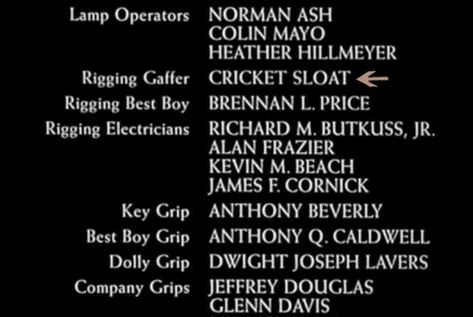 Lamp Operators NORMAN ASH
COLIN MAYO
HEATHER HILLMEYER
Rigging Gaffer CRICKET SLOAT
Rigging Best Boy BRENNAN L. PRICE
Rigging Electricians RICHARD M. BUTKUSS, JR.
ALAN FRAZIER
KEVIN M. BEACH
JAMES F. CORNICK
Key Grip ANTHONY BEVERLY
Best Boy Grip ANTHONY Q. CALDWELL
Dolly Grip DWIGHT JOSEPH LAVERS
Company Grips JEFFREY DOUGLAS
GLENN DAVIS